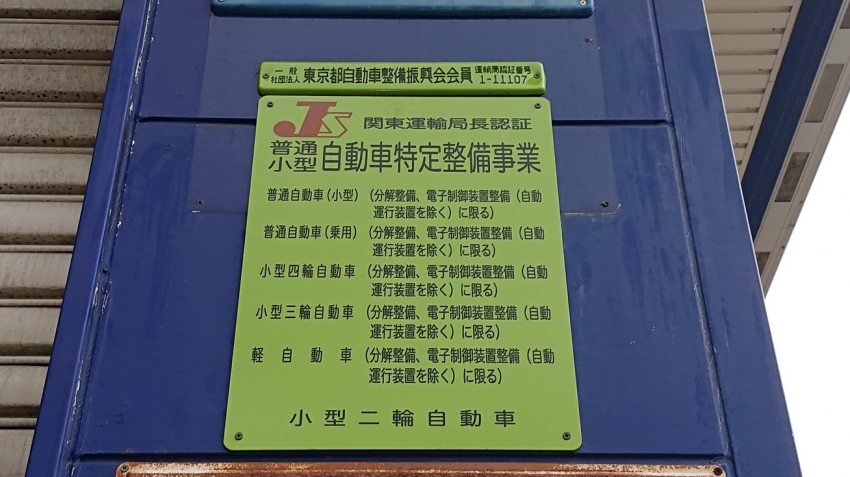 一般社団法人 東京都自動車整備振興会会員 運輸局認証番号 1-11107
JS 関東運輸局長認証
普通小型 自動車特定整備事業
普通自動車(小型) (分解整備、電子制御装置整備(自動
運行装置を除く)に限る)
普通自動車(乗用) (分解整備、電子制御装置整備(自動
運行装置を除く)に限る)
小型四輪自動車 (分解整備、電子制御装置整備(自動
運行装置を除く)に限る)
小型三輪自動車 (分解整備、電子制御装置整備(自動
運行装置を除く)に限る)
軽自動車 (分解整備、電子制御装置整備(自動
運行装置を除く)に限る)
小型二輪自動車